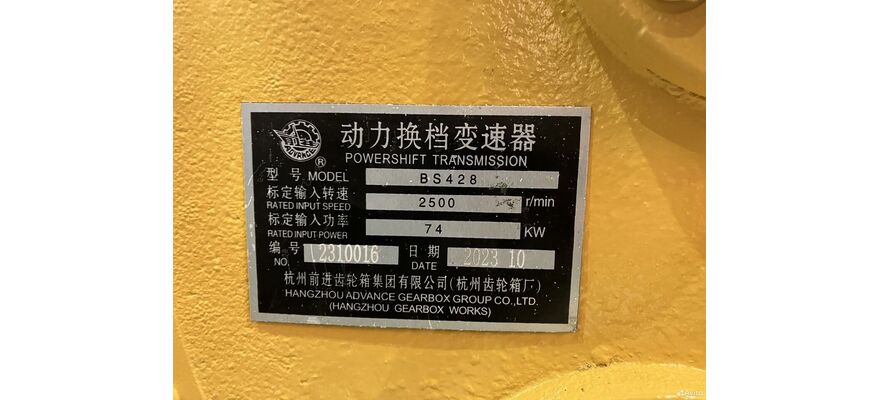 动力换档变速器
ADVANCE ®
POWERSHIFT TRANSMISSION
型号 MODEL BS428
标定输入转速 RATED INPUT SPEED 2500 r/min
标定输入功率 RATED INPUT POWER 74 KW
编号 NO. L2310016 日期 DATE 2023 10
杭州前进齿轮箱集团有限公司(杭州齿轮箱厂)
HANGZHOU ADVANCE GEARBOX GROUP CO.,LTD.
(HANGZHOU GEARBOX WORKS)
Avito